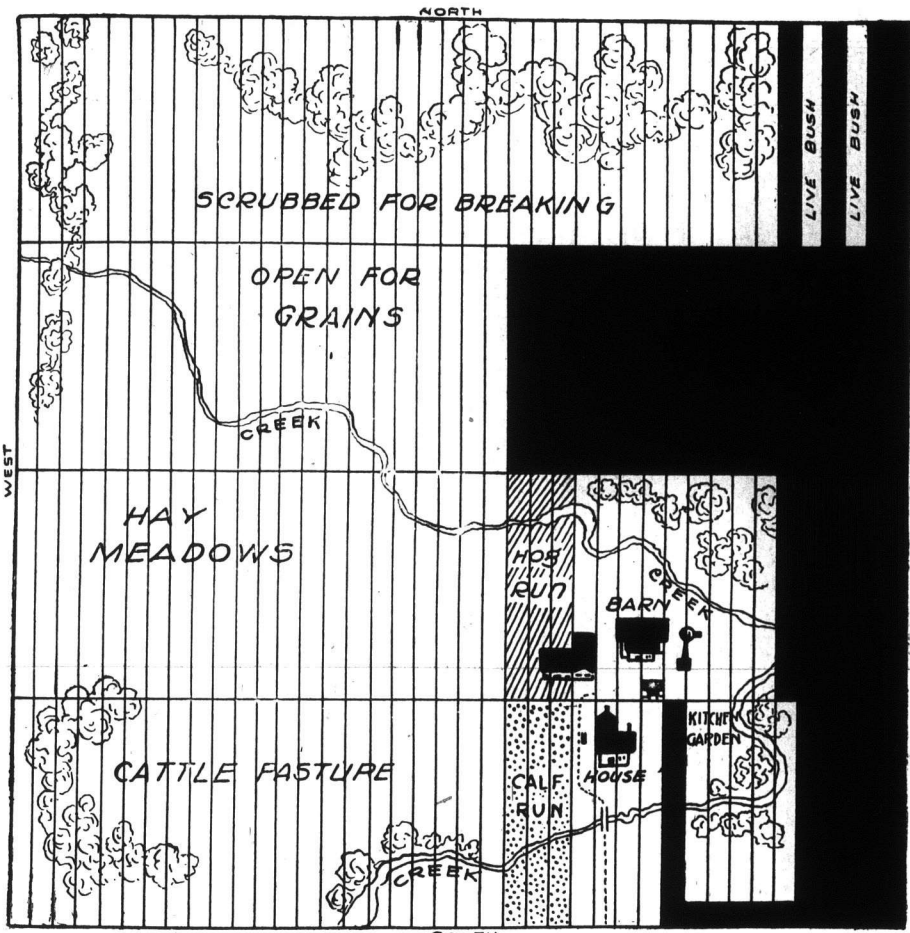 NORTH
LIVE BUSH
LIVE BUSH
SCRUBBED FOR BREAKING
OPEN FOR
GRAINS
CREEK
WEST
HAY
MEADOWS
HOG
RUN
CREEK
BARN
KITCHEN
GARDEN
CATTLE PASTURE
CALF
RUN
HOUSE
CREEK